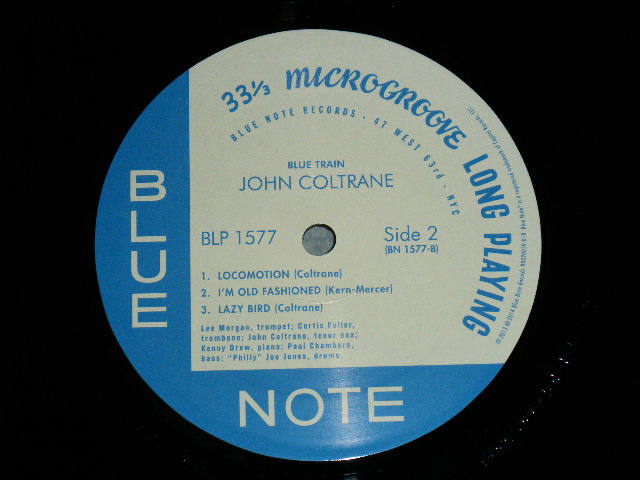 33⅓ MICROGROOVE LONG PLAYING
BLUE NOTE RECORDS · 47 WEST 63rd · NYC
BLUE TRAIN
JOHN COLTRANE
BLP 1577
Side 2
(BN 1577-B)
1. LOCOMOTION (Coltrane)
2. I'M OLD FASHIONED (Kern-Mercer)
3. LAZY BIRD (Coltrane)
Lee Morgan, trumpet; Curtis Fuller,
trombone; John Coltrane, tenor sax;
Kenny Drew, piano; Paul Chambers,
bass; "Philly" Joe Jones, drums.
BLUE
NOTE